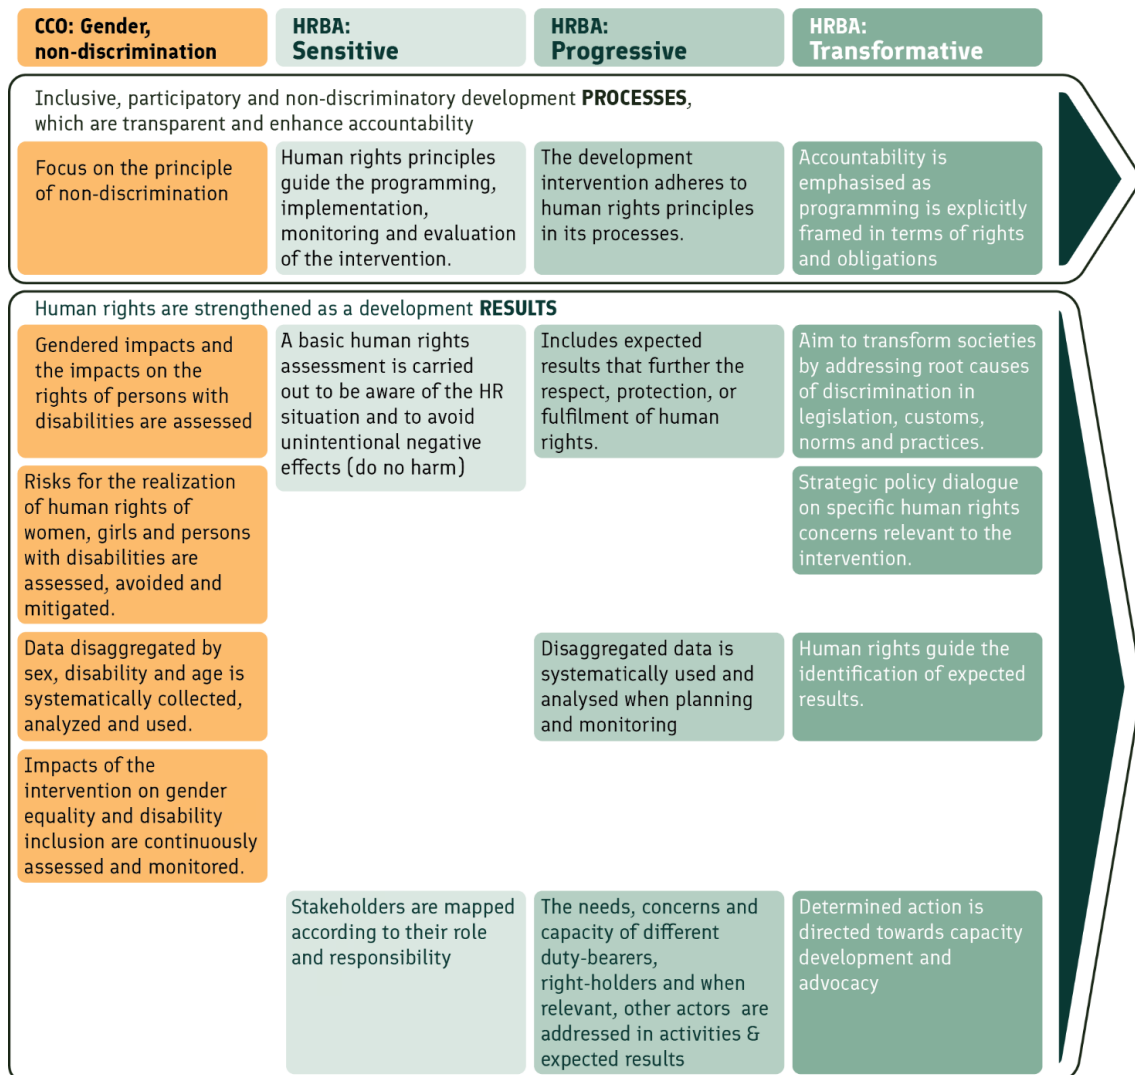 CCO: Gender,
non-discrimination
HRBA:
Sensitive
HRBA:
Progressive
HRBA:
Transformative
Inclusive, participatory and non-discriminatory development PROCESSES,
which are transparent and enhance accountability
Focus on the principle
of non-discrimination
Human rights principles
guide the programming,
implementation,
monitoring and evaluation
of the intervention.
The development
intervention adheres to
human rights principles
in its processes.
Accountability is
emphasised as
programming is explicitly
framed in terms of rights
and obligations
Human rights are strengthened as a development RESULTS
Gendered impacts and
the impacts on the
rights of persons with
disabilities are assessed
A basic human rights
assessment is carried
out to be aware of the HR
situation and to avoid
unintentional negative
effects (do no harm)
Includes expected
results that further the
respect, protection, or
fulfilment of human
rights.
Aim to transform societies
by addressing root causes
of discrimination in
legislation, customs,
norms and practices.
Risks for the realization
of human rights of
women, girls and persons
with disabilities are
assessed, avoided and
mitigated.
Strategic policy dialogue
on specific human rights
concerns relevant to the
intervention.
Data disaggregated by
sex, disability and age is
systematically collected,
analyzed and used.
Disaggregated data is
systematically used and
analysed when planning
and monitoring
Human rights guide the
identification of expected
results.
Impacts of the
intervention on gender
equality and disability
inclusion are continuously
assessed and monitored.
Stakeholders are mapped
according to their role
and responsibility
The needs, concerns and
capacity of different
duty-bearers,
right-holders and when
relevant, other actors are
addressed in activities &
expected results
Determined action is
directed towards capacity
development and
advocacy